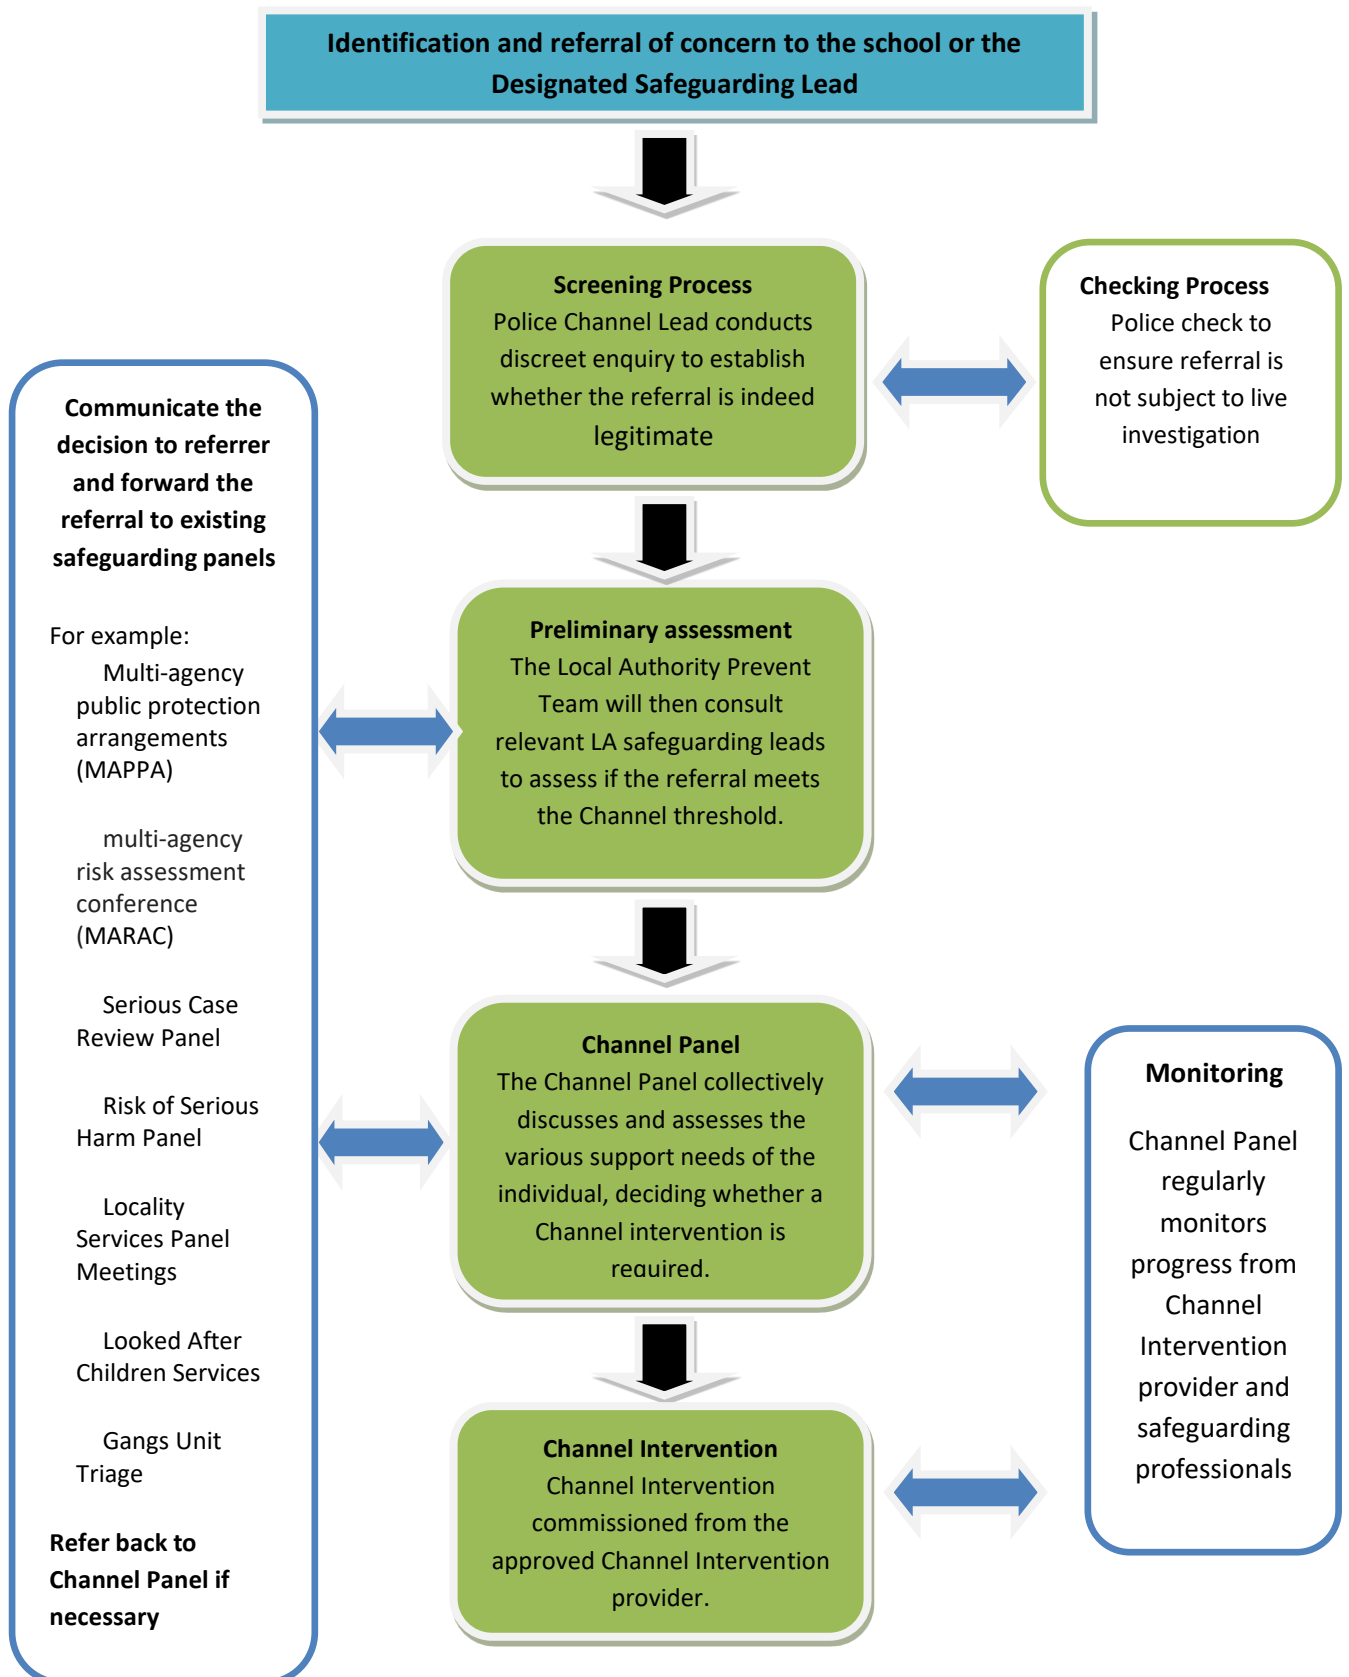 Identification and referral of concern to the school or the
Designated Safeguarding Lead
Screening Process
Police Channel Lead conducts
discreet enquiry to establish
whether the referral is indeed
legitimate
Checking Process
Police check to
ensure referral is
not subject to live
investigation
Communicate the
decision to referrer
and forward the
referral to existing
safeguarding panels
For example:
Multi-agency
public protection
arrangements
(MAPPA)
multi-agency
risk assessment
conference
(MARAC)
Serious Case
Review Panel
Risk of Serious
Harm Panel
Locality
Services Panel
Meetings
Looked After
Children Services
Gangs Unit
Triage
Refer back to
Channel Panel if
necessary
Preliminary assessment
The Local Authority Prevent
Team will then consult
relevant LA safeguarding leads
to assess if the referral meets
the Channel threshold.
Channel Panel
The Channel Panel collectively
discusses and assesses the
various support needs of the
individual, deciding whether a
Channel intervention is
required.
Monitoring
Channel Panel
regularly
monitors
progress from
Channel
Intervention
provider and
safeguarding
professionals
Channel Intervention
Channel Intervention
commissioned from the
approved Channel Intervention
provider.